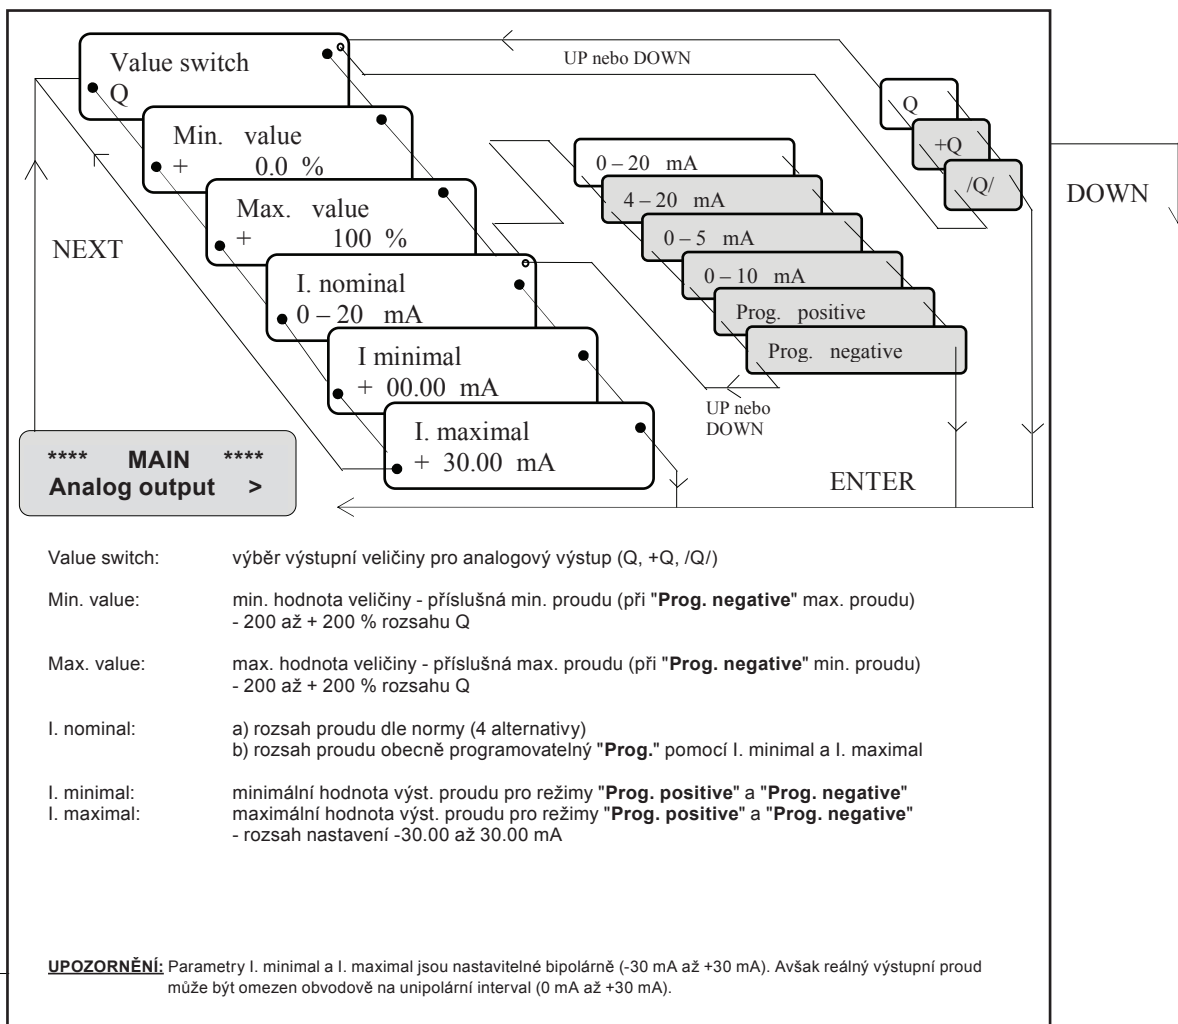 Value switch
Q
UP nebo DOWN
Q
+Q
/Q/
Min. value
+ 0.0 %
Max. value
+ 100 %
I. nominal
0 – 20 mA
I minimal
+ 00.00 mA
I. maximal
+ 30.00 mA
0 – 20 mA
4 – 20 mA
0 – 5 mA
0 – 10 mA
Prog. positive
Prog. negative
UP nebo
DOWN
DOWN
NEXT
ENTER
**** MAIN ****
Analog output >
Value switch: výběr výstupní veličiny pro analogový výstup (Q, +Q, /Q/)
Min. value: min. hodnota veličiny - příslušná min. proudu (při "Prog. negative" max. proudu)
- 200 až + 200 % rozsahu Q
Max. value: max. hodnota veličiny - příslušná max. proudu (při "Prog. negative" min. proudu)
- 200 až + 200 % rozsahu Q
I. nominal: a) rozsah proudu dle normy (4 alternativy)
b) rozsah proudu obecně programovatelný "Prog." pomocí I. minimal a I. maximal
I. minimal: minimální hodnota výst. proudu pro režimy "Prog. positive" a "Prog. negative"
I. maximal: maximální hodnota výst. proudu pro režimy "Prog. positive" a "Prog. negative"
- rozsah nastavení -30.00 až 30.00 mA
UPOZORNĚNÍ: Parametry I. minimal a I. maximal jsou nastavitelné bipolárně (-30 mA až +30 mA). Avšak reálný výstupní proud
může být omezen obvodově na unipolární interval (0 mA až +30 mA).